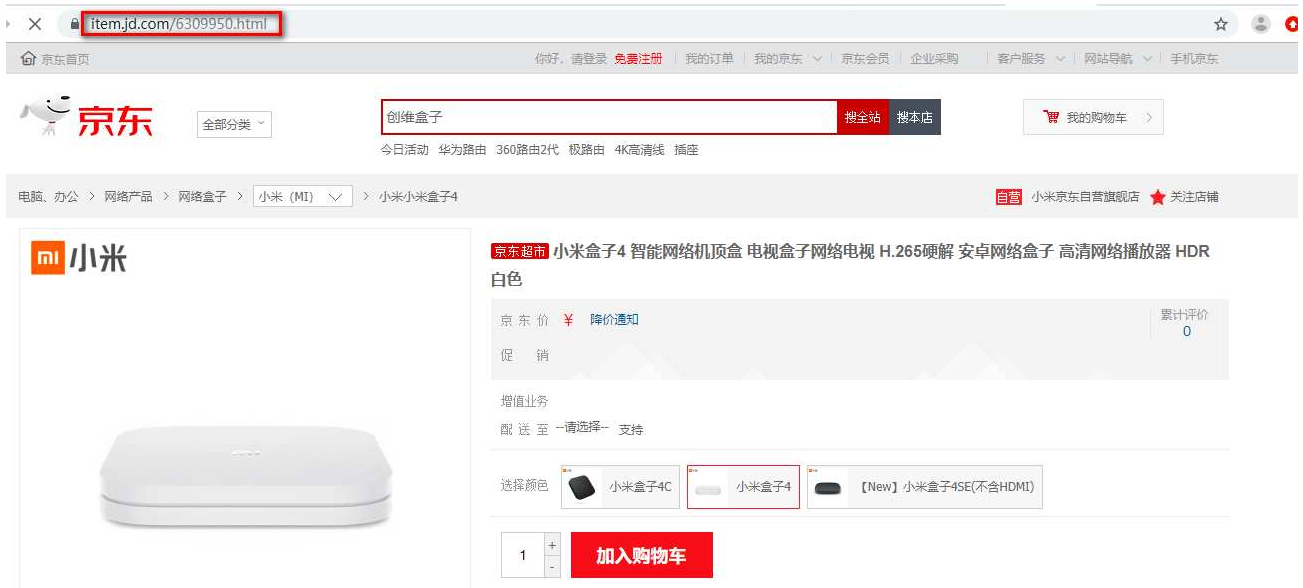 item.jd.com/6309950.html
京东首页 你好，请登录 免费注册 我的订单 我的京东 京东会员 企业采购 客户服务 网站导航 手机京东
京东 全部分类 创维盒子 搜全站 搜本店 我的购物车
今日活动 华为路由 360路由2代 极路由 4K高清线 插座
电脑、办公 > 网络产品 > 网络盒子 > 小米（MI） > 小米小米盒子4 自营 小米京东自营旗舰店 关注店铺
mi 小米
京东超市 小米盒子4 智能网络机顶盒 电视盒子网络电视 H.265硬解 安卓网络盒子 高清网络播放器 HDR
白色
京东价 ￥ 降价通知 累计评价
0
促销
增值业务
配送至 --请选择-- 支持
选择颜色 小米盒子4C 小米盒子4 【New】小米盒子4SE(不含HDMI)
1 + - 加入购物车